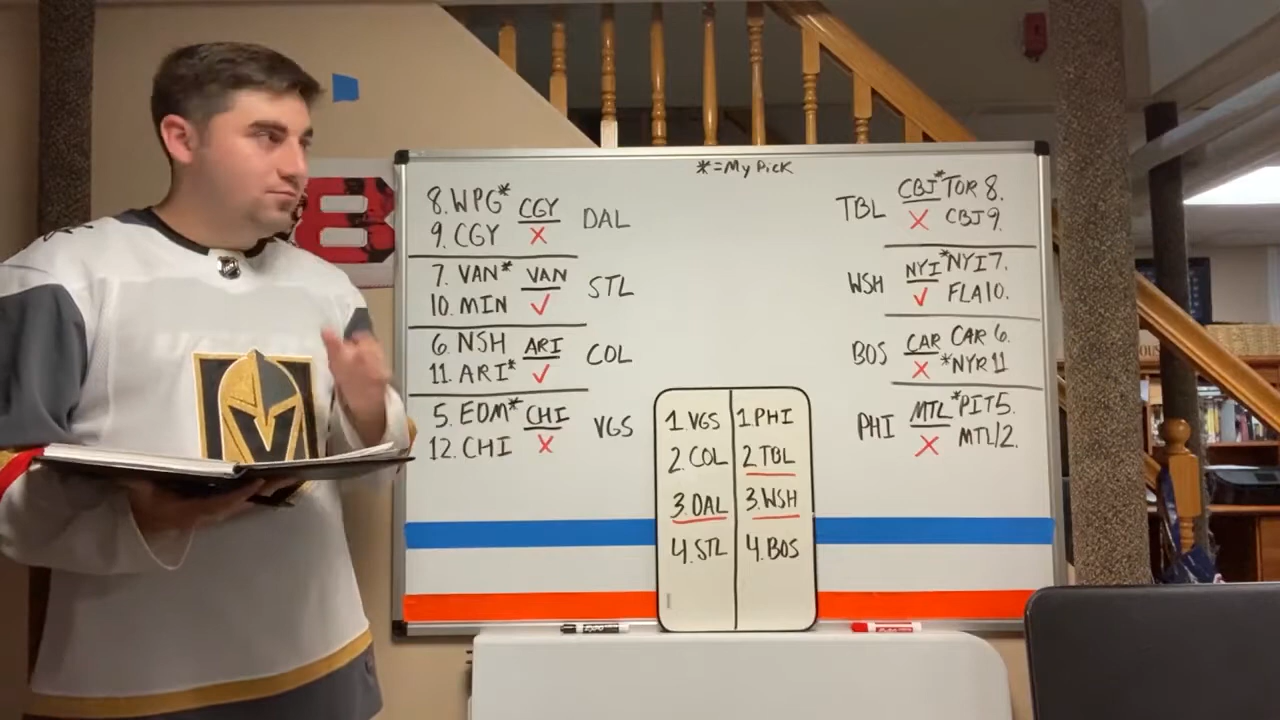 *=My Pick
8. WPG* CGY DAL
9. CGY X
7. VAN* VAN STL
10. MIN ✓
6. NSH ARI COL
11. ARI* ✓
5. EDM* CHI VGS
12. CHI X
TBL CBJ *TOR 8.
X CBJ 9.
WSH NYI *NYI 7.
✓ FLA 10.
BOS CAR CAR 6.
X *NYR 11
PHI MTL *PIT 5.
X MTL 12.
1. VGS 1. PHI
2. COL 2. TBL
3. DAL 3. WSH
4. STL 4. BOS